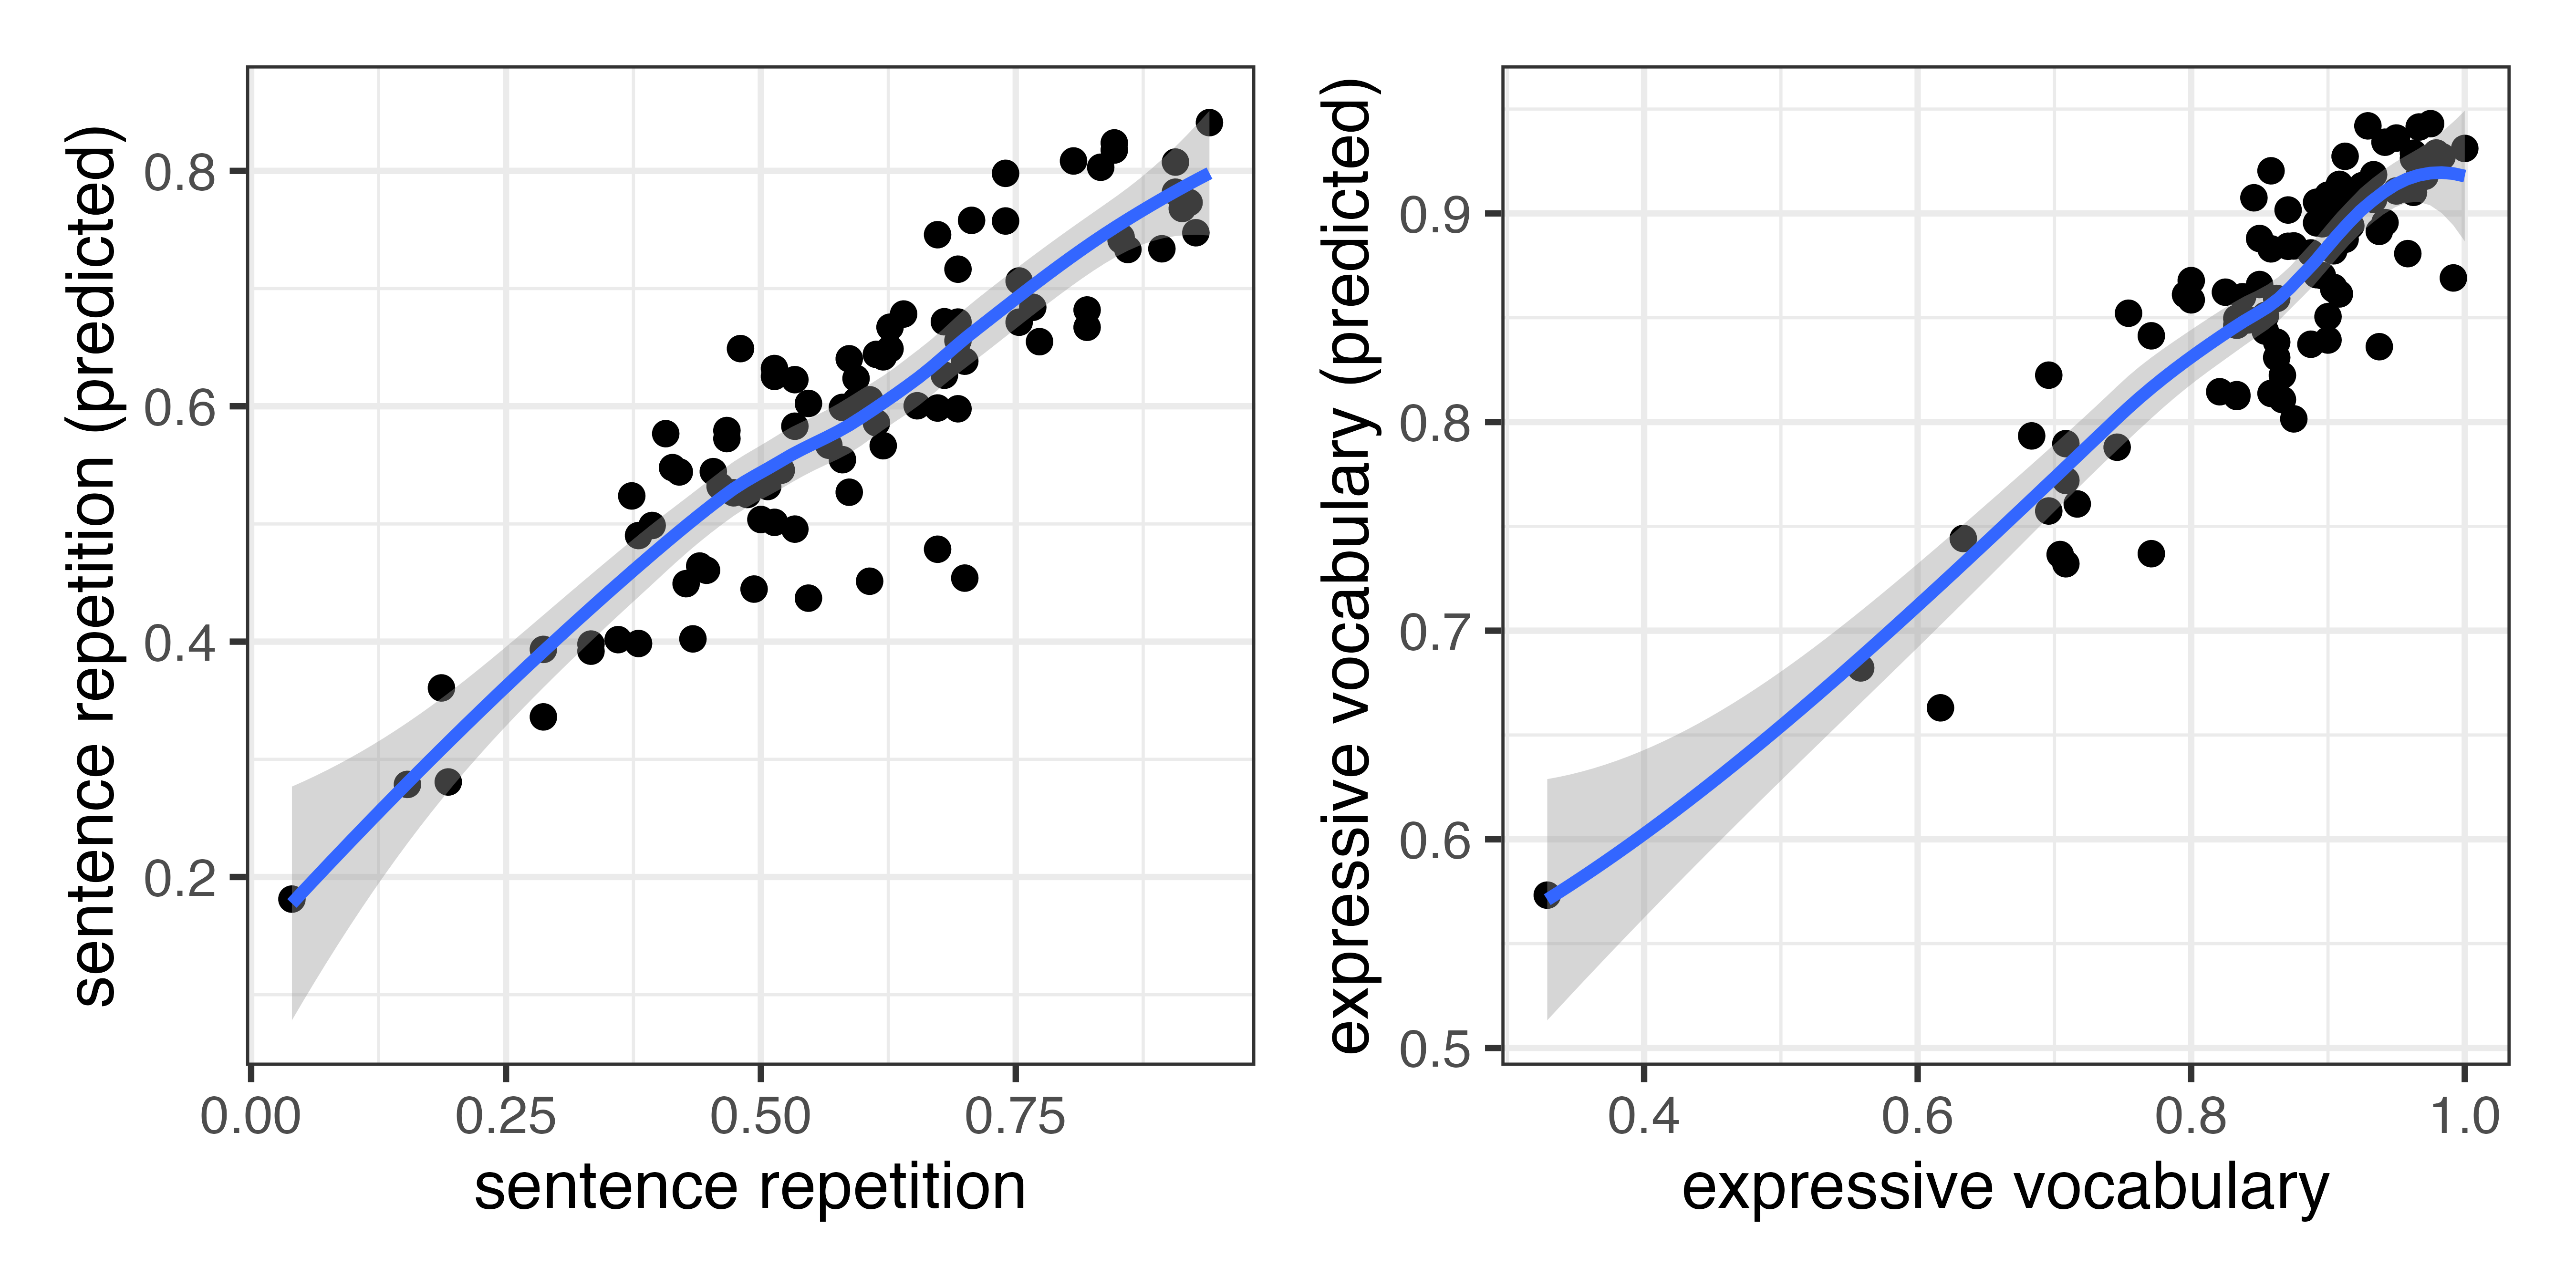 sentence repetition (predicted)
0.8
0.6
0.4
0.2
0.00 0.25 0.50 0.75
sentence repetition
expressive vocabulary (predicted)
0.9
0.8
0.7
0.6
0.5
0.4 0.6 0.8 1.0
expressive vocabulary